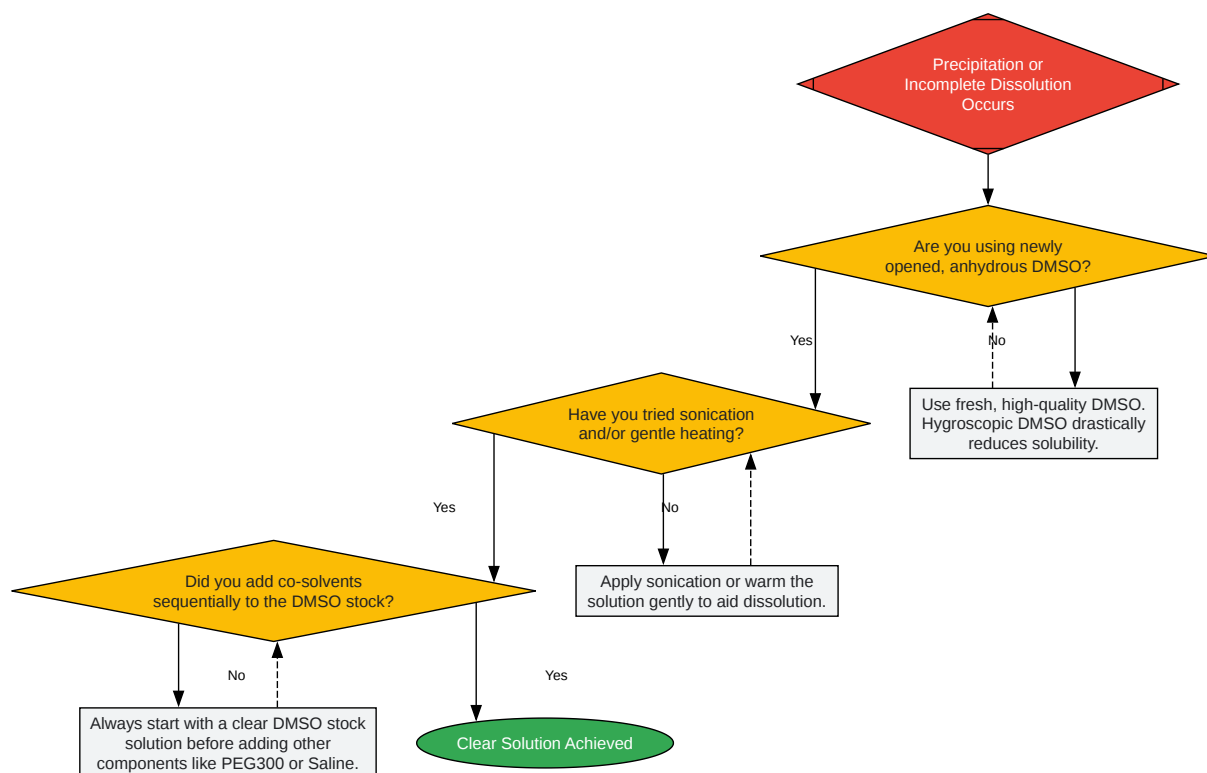 Precipitation or
Incomplete Dissolution
Occurs
Are you using newly
opened, anhydrous DMSO?
Yes
No
Use fresh, high-quality DMSO.
Hygroscopic DMSO drastically
reduces solubility.
Have you tried sonication
and/or gentle heating?
Yes
No
Apply sonication or warm the
solution gently to aid dissolution.
Did you add co-solvents
sequentially to the DMSO stock?
No
Yes
Always start with a clear DMSO stock
solution before adding other
components like PEG300 or Saline.
Clear Solution Achieved